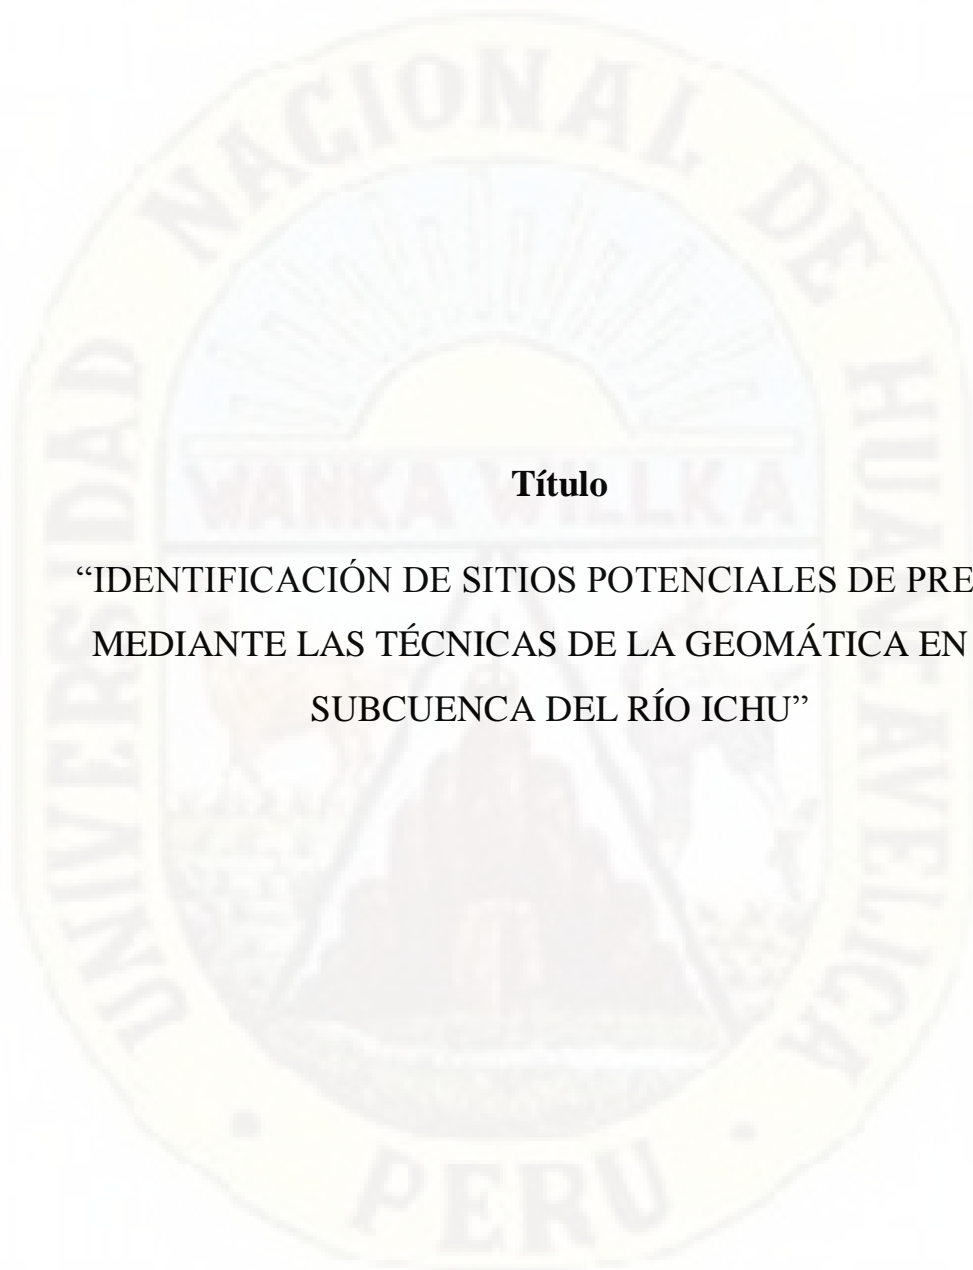 UNIVERSIDAD NACIONAL DE HUANCAVELICA
WANKA WILLKA
PERU
Título
“IDENTIFICACIÓN DE SITIOS POTENCIALES DE PRE
MEDIANTE LAS TÉCNICAS DE LA GEOMÁTICA EN
SUBCUENCA DEL RÍO ICHU”